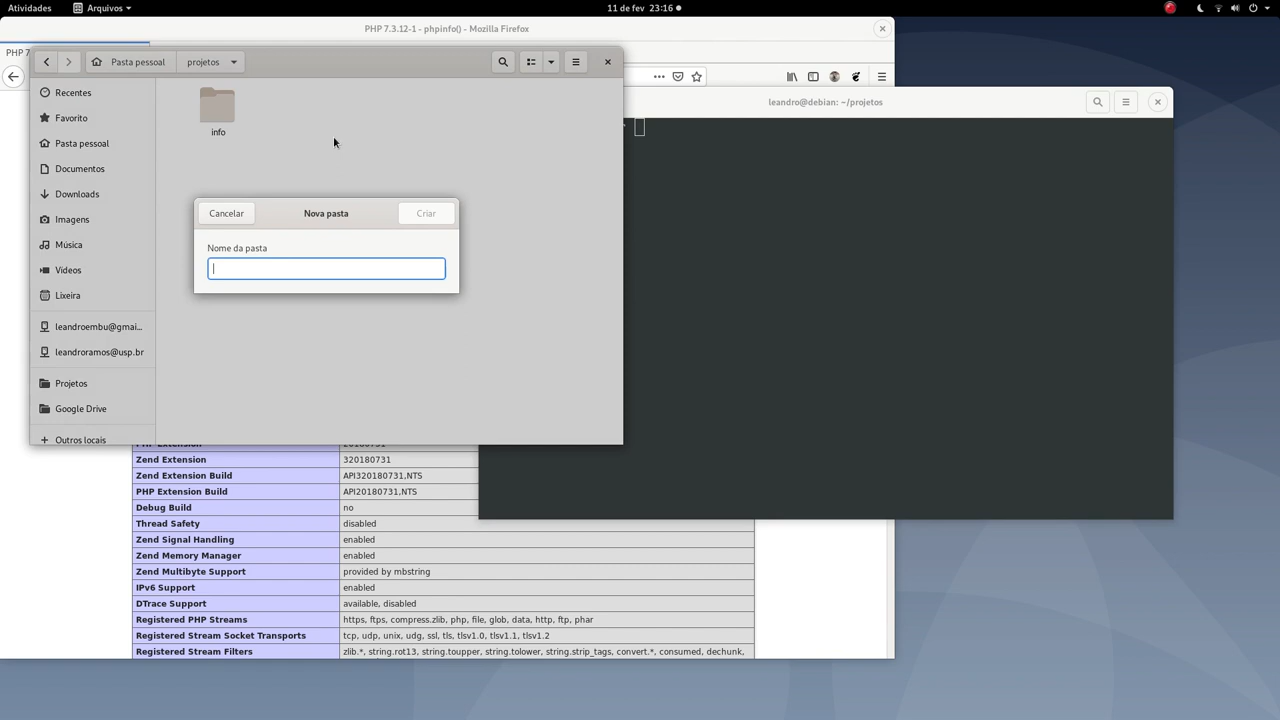 Atividades
Arquivos
11 de fev 23:16
PHP 7.3.12-1 - phpinfo() - Mozilla Firefox
PHP 7
Pasta pessoal
projetos
leandro@debian: ~/projetos
Recentes
Favorito
Pasta pessoal
Documentos
Downloads
Imagens
Música
Vídeos
Lixeira
leandroembu@gmai...
leandroramos@usp.br
Projetos
Google Drive
Outros locais
info
Cancelar
Nova pasta
Criar
Nome da pasta
PHP Extension 20180731
Zend Extension 320180731
Zend Extension Build API320180731,NTS
PHP Extension Build API20180731,NTS
Debug Build no
Thread Safety disabled
Zend Signal Handling enabled
Zend Memory Manager enabled
Zend Multibyte Support provided by mbstring
IPv6 Support enabled
DTrace Support available, disabled
Registered PHP Streams https, ftps, compress.zlib, php, file, glob, data, http, ftp, phar
Registered Stream Socket Transports tcp, udp, unix, udg, ssl, tls, tlsv1.0, tlsv1.1, tlsv1.2
Registered Stream Filters zlib.*, string.rot13, string.toupper, string.tolower, string.strip_tags, convert.*, consumed, dechunk,